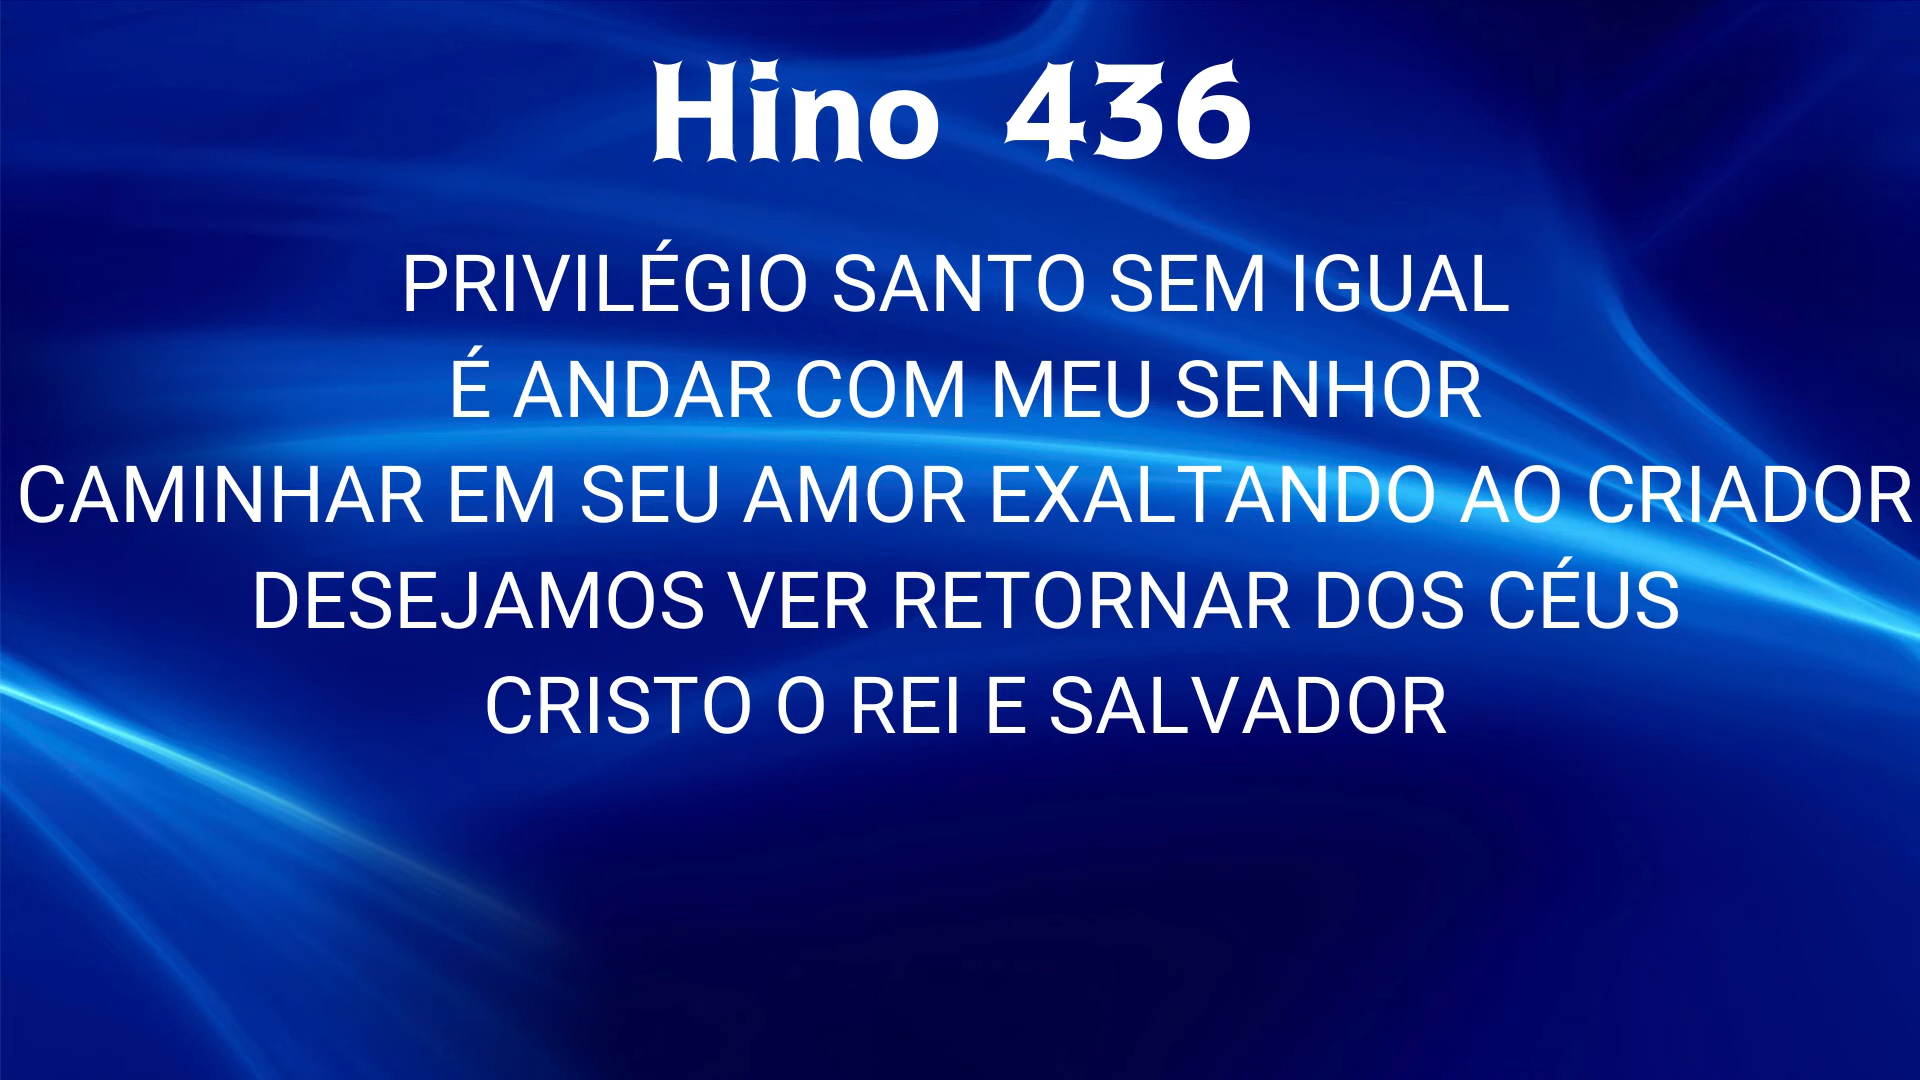 Hino 436
PRIVILÉGIO SANTO SEM IGUAL
É ANDAR COM MEU SENHOR
CAMINHAR EM SEU AMOR EXALTANDO AO CRIADOR
DESEJAMOS VER RETORNAR DOS CÉUS
CRISTO O REI E SALVADOR